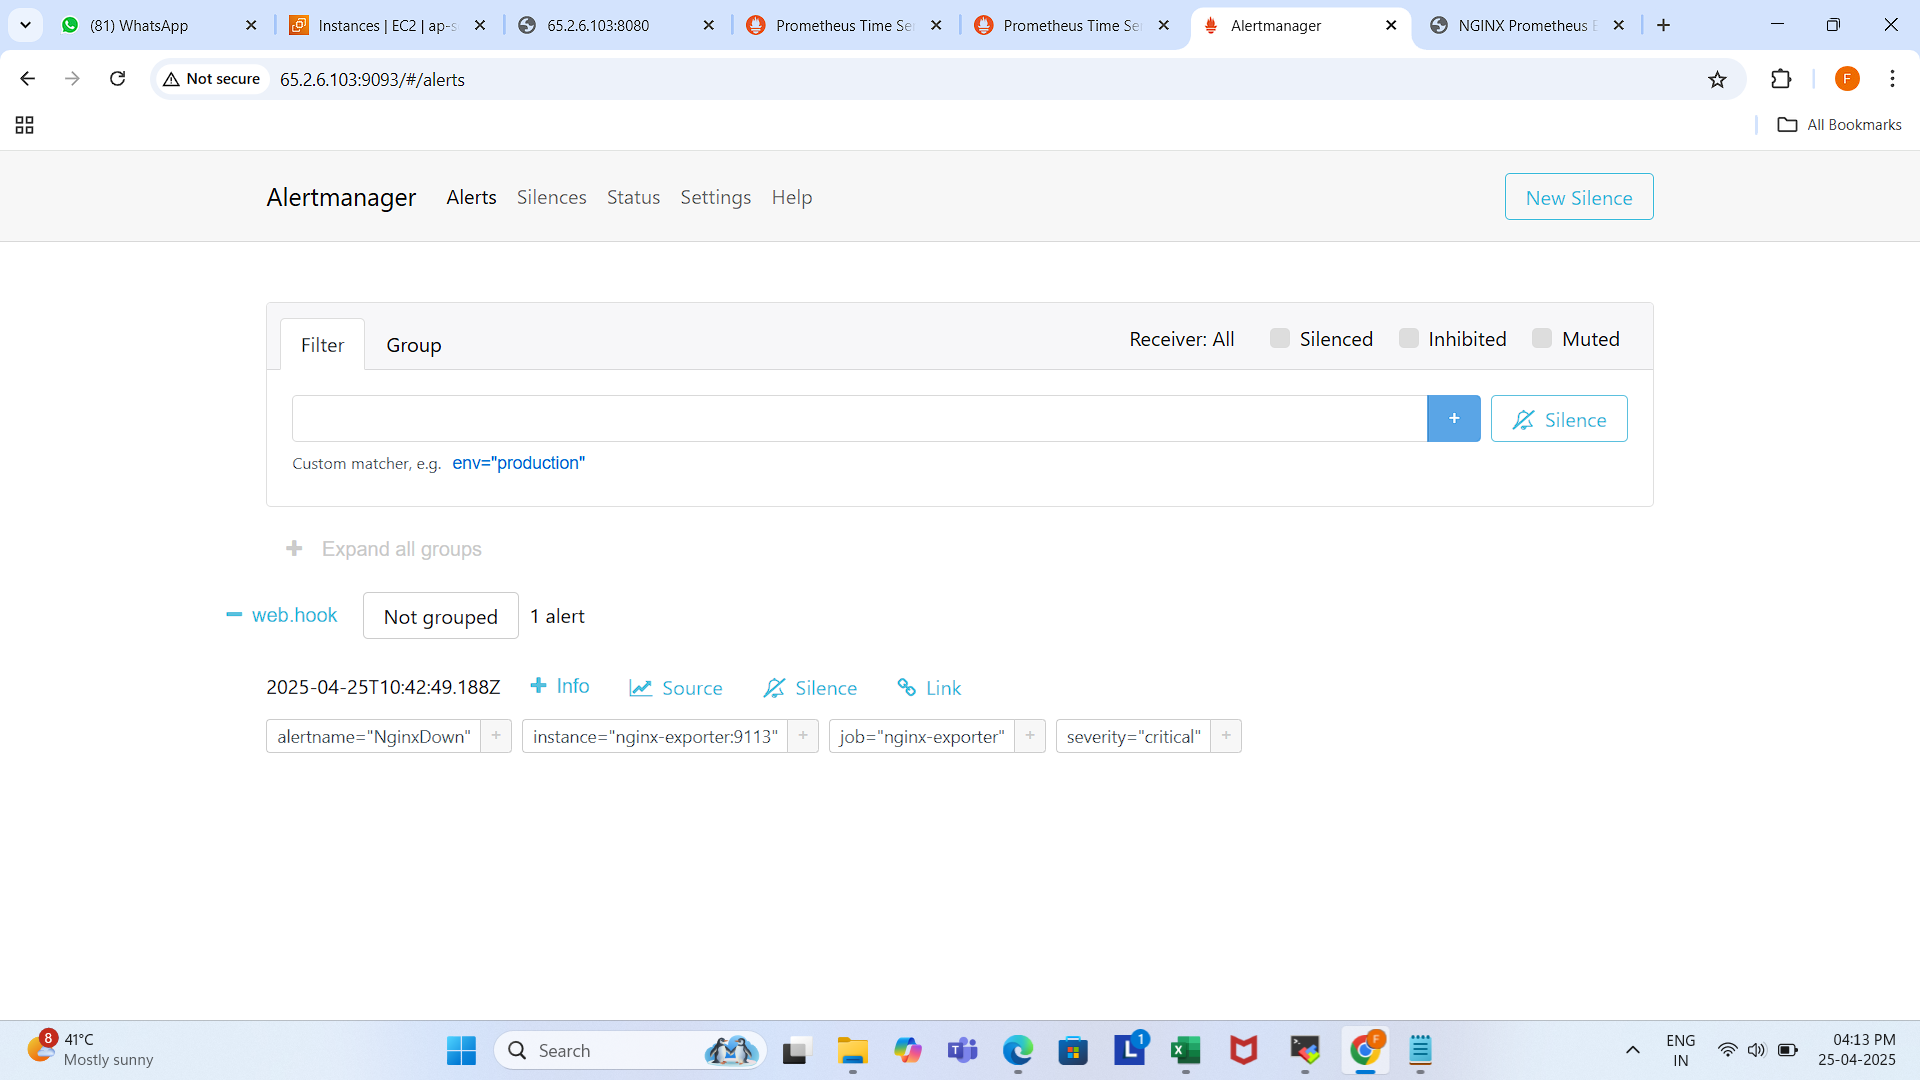 (81) WhatsApp
Instances | EC2 | ap-s
65.2.6.103:8080
Prometheus Time Se
Prometheus Time Se
Alertmanager
NGINX Prometheus E
Not secure
65.2.6.103:9093/#/alerts
F
All Bookmarks
Alertmanager
Alerts
Silences
Status
Settings
Help
New Silence
Filter
Group
Receiver: All
Silenced
Inhibited
Muted
+
Silence
Custom matcher, e.g. env="production"
+ Expand all groups
web.hook
Not grouped
1 alert
2025-04-25T10:42:49.188Z
+ Info
Source
Silence
Link
alertname="NginxDown" +
instance="nginx-exporter:9113" +
job="nginx-exporter" +
severity="critical" +
8
41°C
Mostly sunny
Search
L
1
F
ENG
IN
04:13 PM
25-04-2025